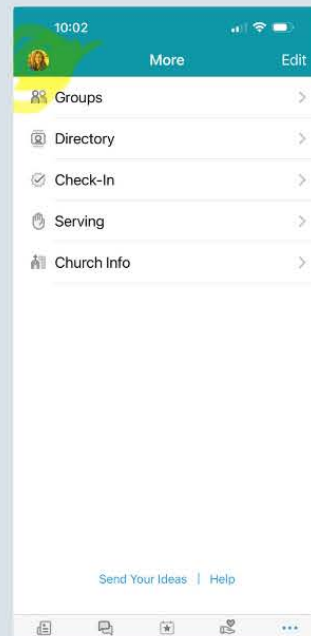 10:02
More
Edit
Groups
Directory
Check-In
Serving
Church Info
Send Your Ideas | Help